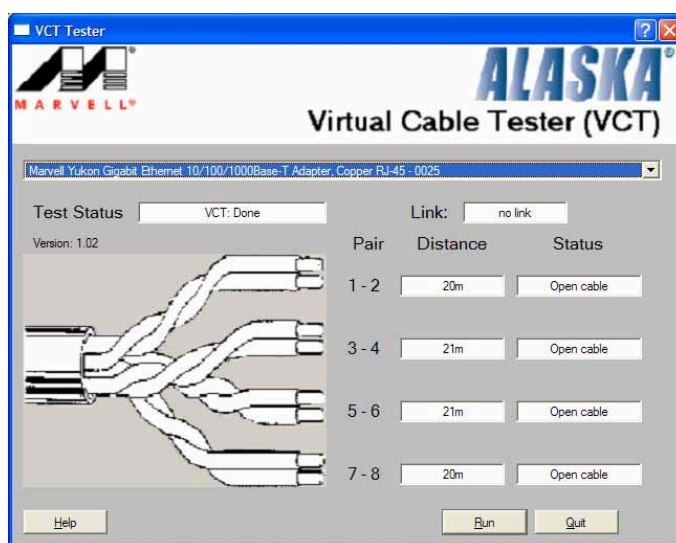 VCT Tester
MARVELL®
ALASKA®
Virtual Cable Tester (VCT)
Marvell Yukon Gigabit Ethernet 10/100/1000Base-T Adapter, Copper RJ-45 - 0025
Test Status VCT: Done Link: no link
Version: 1.02 Pair Distance Status
1 - 2 20m Open cable
3 - 4 21m Open cable
5 - 6 21m Open cable
7 - 8 20m Open cable
Help Run Quit